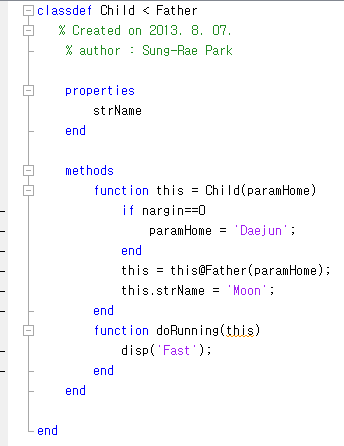 classdef Child < Father
% Created on 2013. 8. 07.
% author : Sung-Rae Park
properties
strName
end
methods
function this = Child(paramHome)
if nargin==0
paramHome = 'Daejun';
end
this = this@Father(paramHome);
this.strName = 'Moon';
end
function doRunning(this)
disp('Fast');
end
end
end